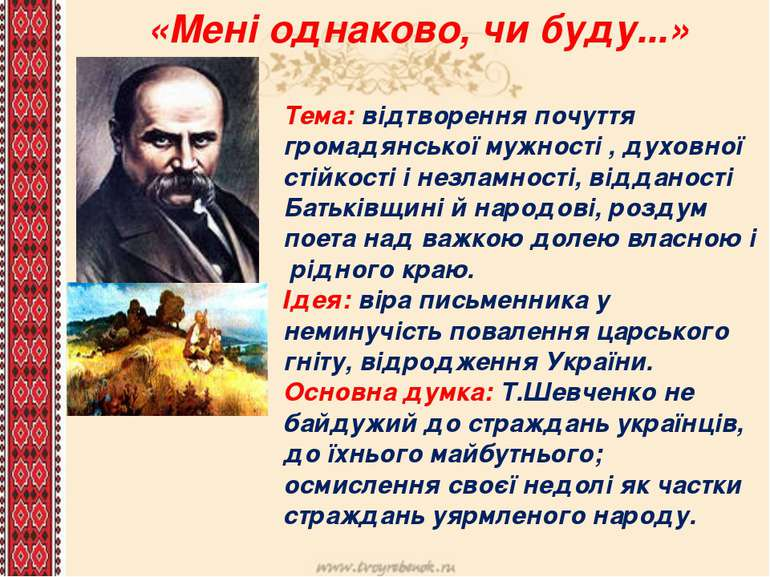 «Мені однаково, чи буду...»
Тема: відтворення почуття
громадянської мужності , духовної
стійкості і незламності, відданості
Батьківщині й народові, роздум
поета над важкою долею власною і
рідного краю.
Ідея: віра письменника у
неминучість повалення царського
гніту, відродження України.
Основна думка: Т.Шевченко не
байдужий до страждань українців,
до їхнього майбутнього;
осмислення своєї недолі як частки
страждань уярмленого народу.
www.tvoyrebenok.ru